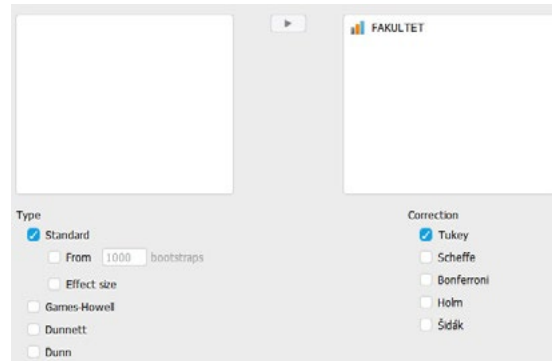 FAKULTET
Type
Standard
From 1000 bootstraps
Effect size
Games-Howell
Dunnett
Dunn
Correction
Tukey
Scheffe
Bonferroni
Holm
Šidák